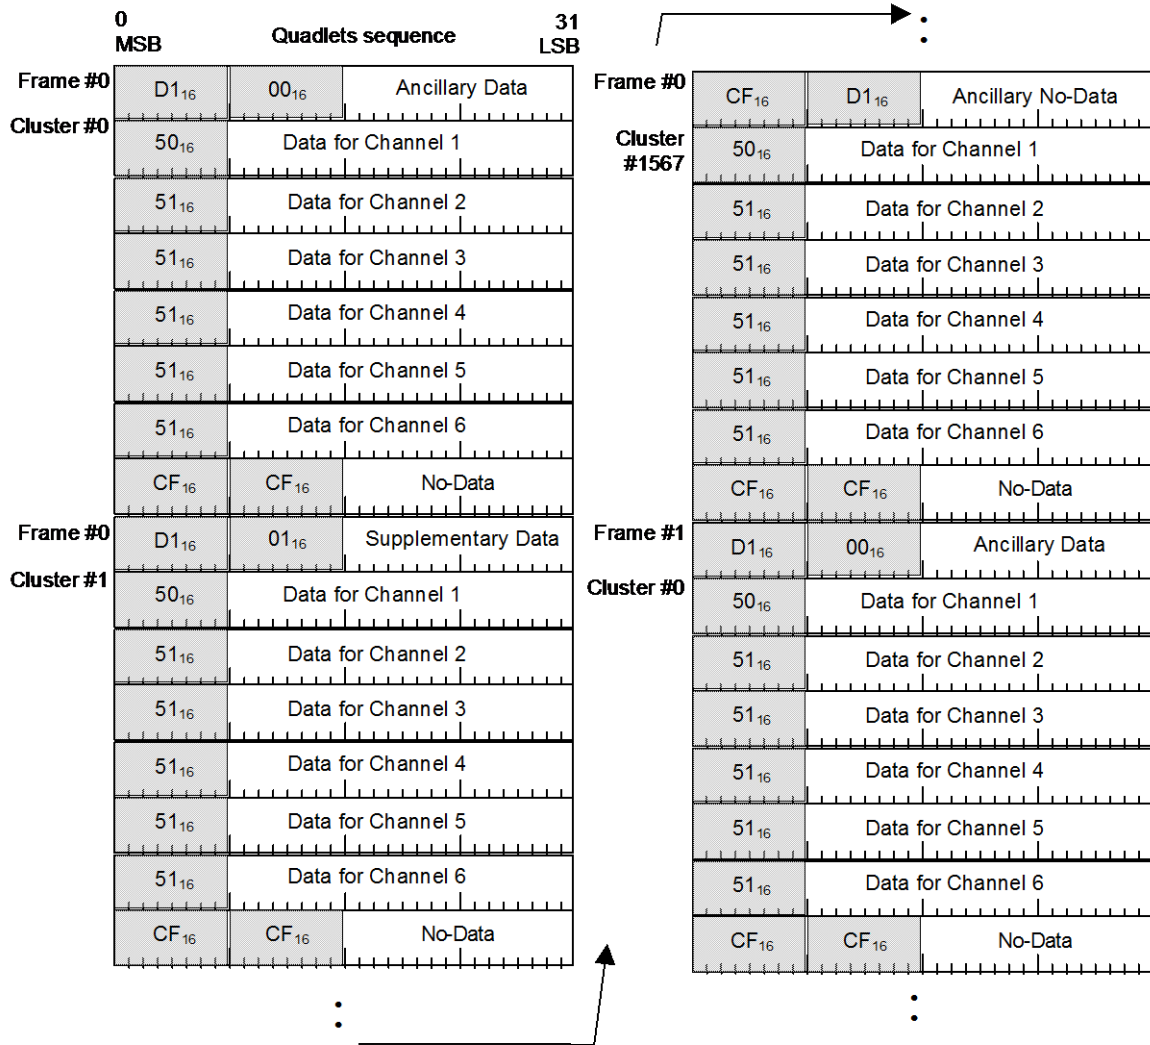 0
MSB
Quadlets sequence
31
LSB
Frame #0
D1₁₆ 00₁₆ Ancillary Data
Cluster #0
50₁₆ Data for Channel 1
51₁₆ Data for Channel 2
51₁₆ Data for Channel 3
51₁₆ Data for Channel 4
51₁₆ Data for Channel 5
51₁₆ Data for Channel 6
CF₁₆ CF₁₆ No-Data
Frame #0
D1₁₆ 01₁₆ Supplementary Data
Cluster #1
50₁₆ Data for Channel 1
51₁₆ Data for Channel 2
51₁₆ Data for Channel 3
51₁₆ Data for Channel 4
51₁₆ Data for Channel 5
51₁₆ Data for Channel 6
CF₁₆ CF₁₆ No-Data
Frame #0
CF₁₆ D1₁₆ Ancillary No-Data
Cluster
#1567
50₁₆ Data for Channel 1
51₁₆ Data for Channel 2
51₁₆ Data for Channel 3
51₁₆ Data for Channel 4
51₁₆ Data for Channel 5
51₁₆ Data for Channel 6
CF₁₆ CF₁₆ No-Data
Frame #1
D1₁₆ 00₁₆ Ancillary Data
Cluster #0
50₁₆ Data for Channel 1
51₁₆ Data for Channel 2
51₁₆ Data for Channel 3
51₁₆ Data for Channel 4
51₁₆ Data for Channel 5
51₁₆ Data for Channel 6
CF₁₆ CF₁₆ No-Data